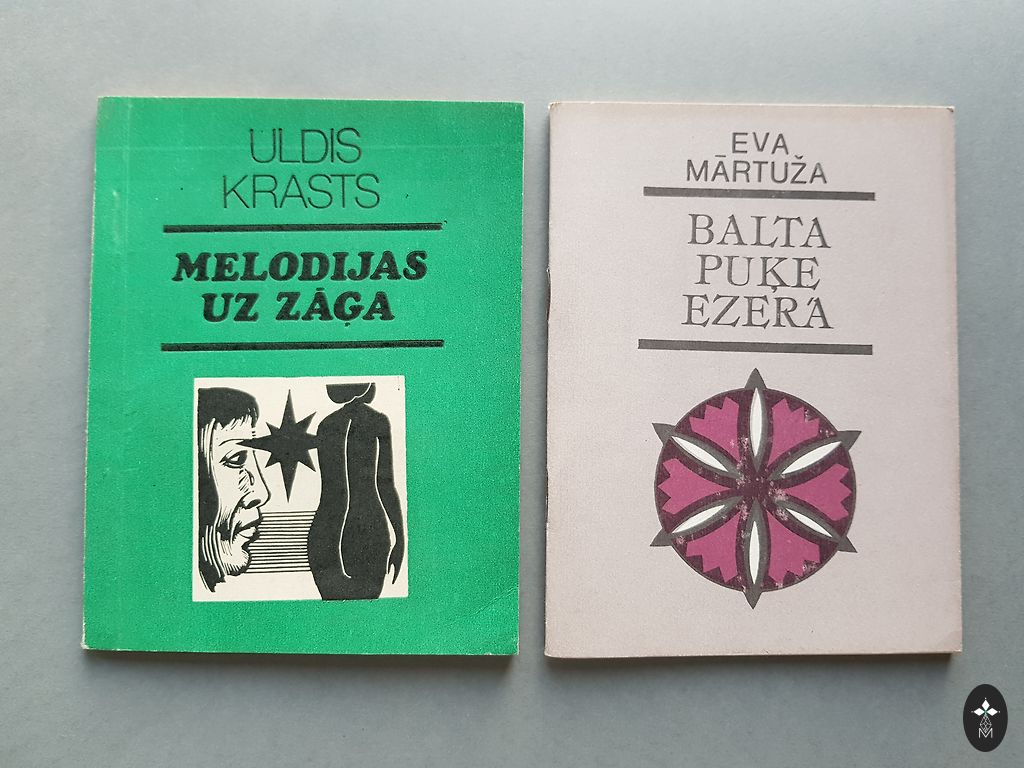 ULDIS
KRASTS
MELODIJAS
UZ ZĀĢA
EVA
MĀRTUŽA
BALTA
PUĶE
EZERĀ
M